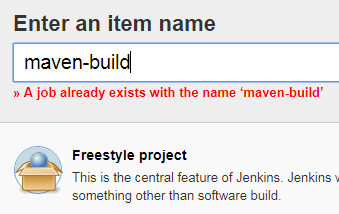 Enter an item name
maven-build
» A job already exists with the name ‘maven-build’
Freestyle project
This is the central feature of Jenkins. Jenkins
something other than software build.